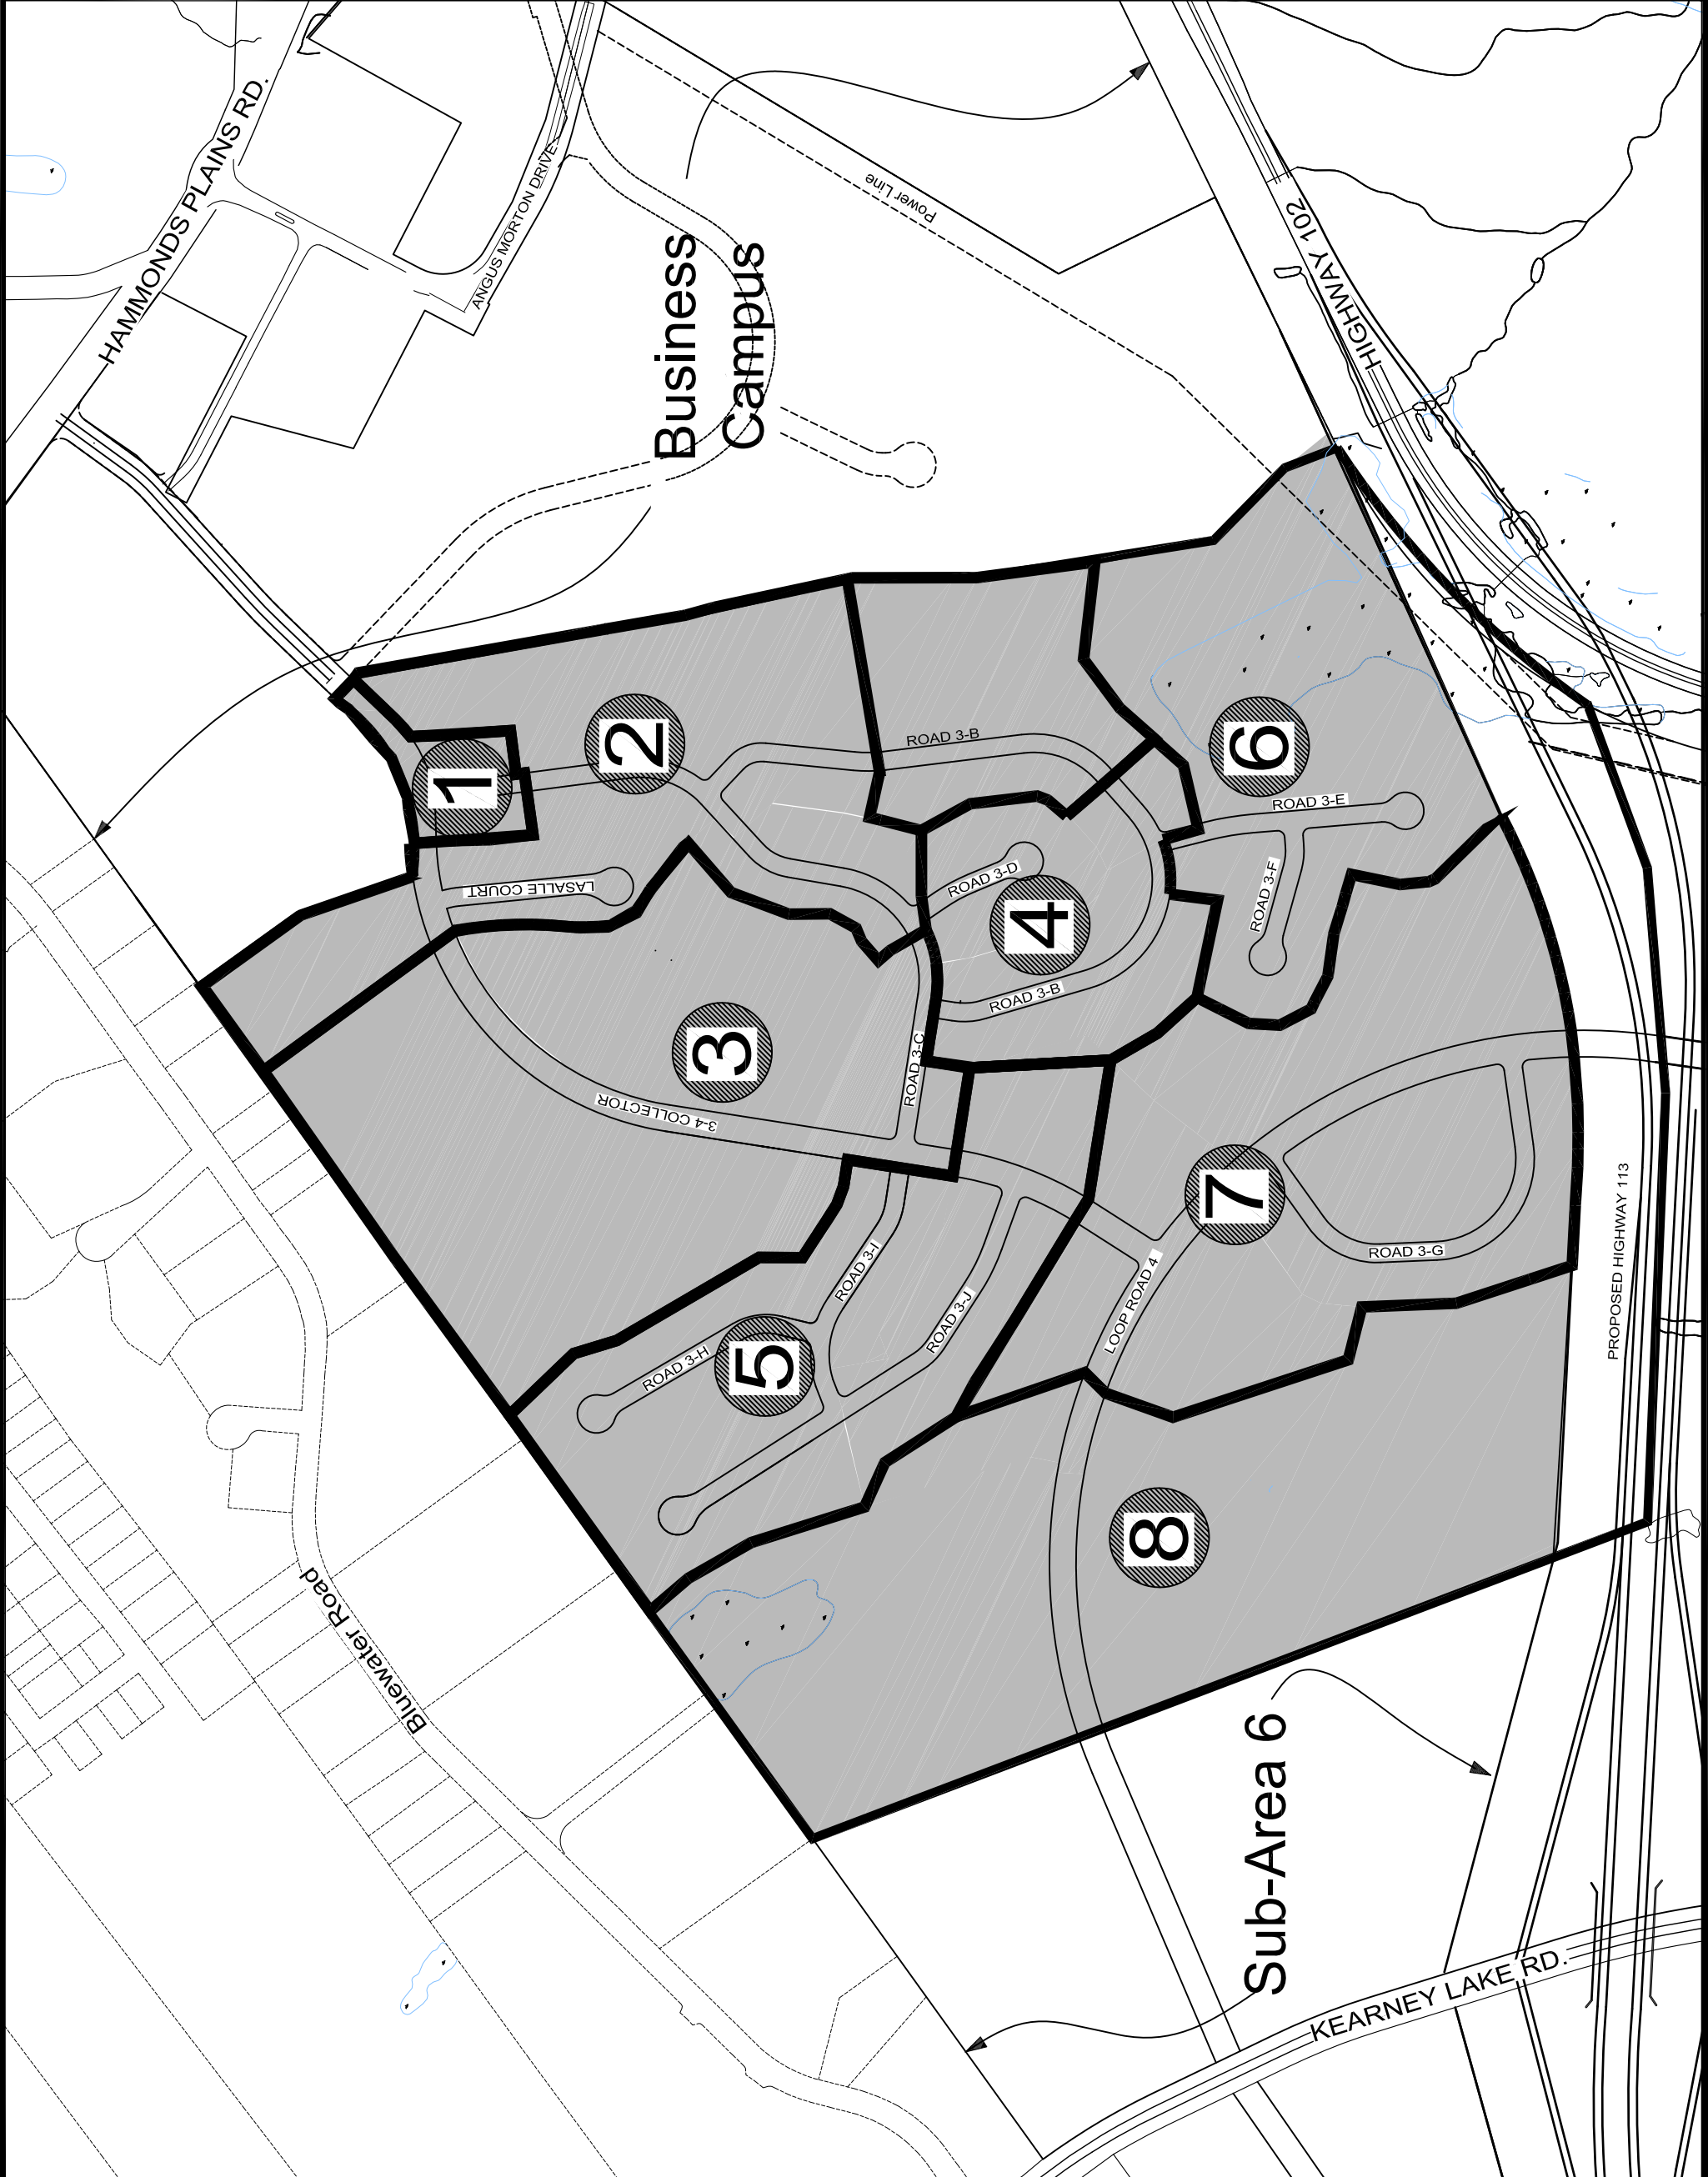 HAMMONDS PLAINS RD.
ANGUS MORTON DRIVE
Power Line
HIGHWAY 102
Business
Campus
1
2
ROAD 3-B
6
ROAD 3-E
LASALLE COURT
ROAD 3-D
ROAD 3-F
4
ROAD 3-B
3
ROAD 3-C
3-4 COLLECTOR
7
ROAD 3-G
PROPOSED HIGHWAY 113
ROAD 3-I
LOOP ROAD 4
ROAD 3-J
ROAD 3-H
5
8
Bluewater Road
Sub-Area 6
KEARNEY LAKE RD.